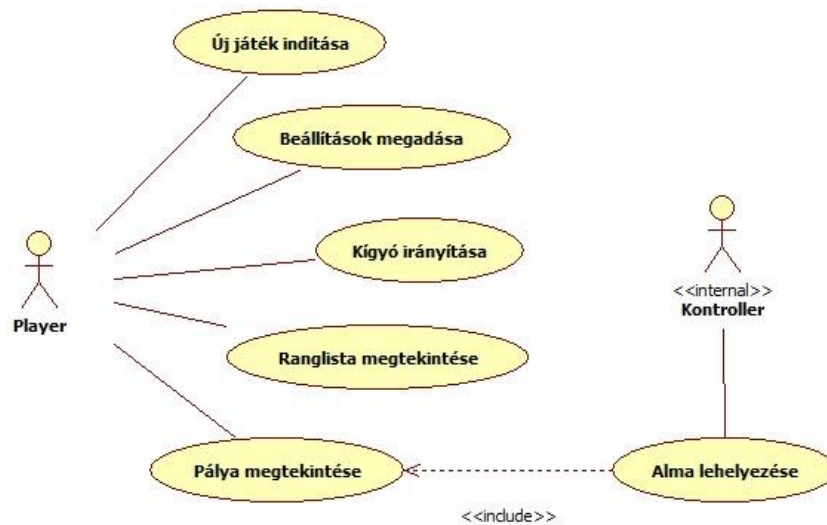 Új játék indítása
Beállítások megadása
Kígyó irányítása
<<internal>>
Kontroller
Player
Ranglista megtekintése
Pálya megtekintése
Alma lehelyezése
<<include>>